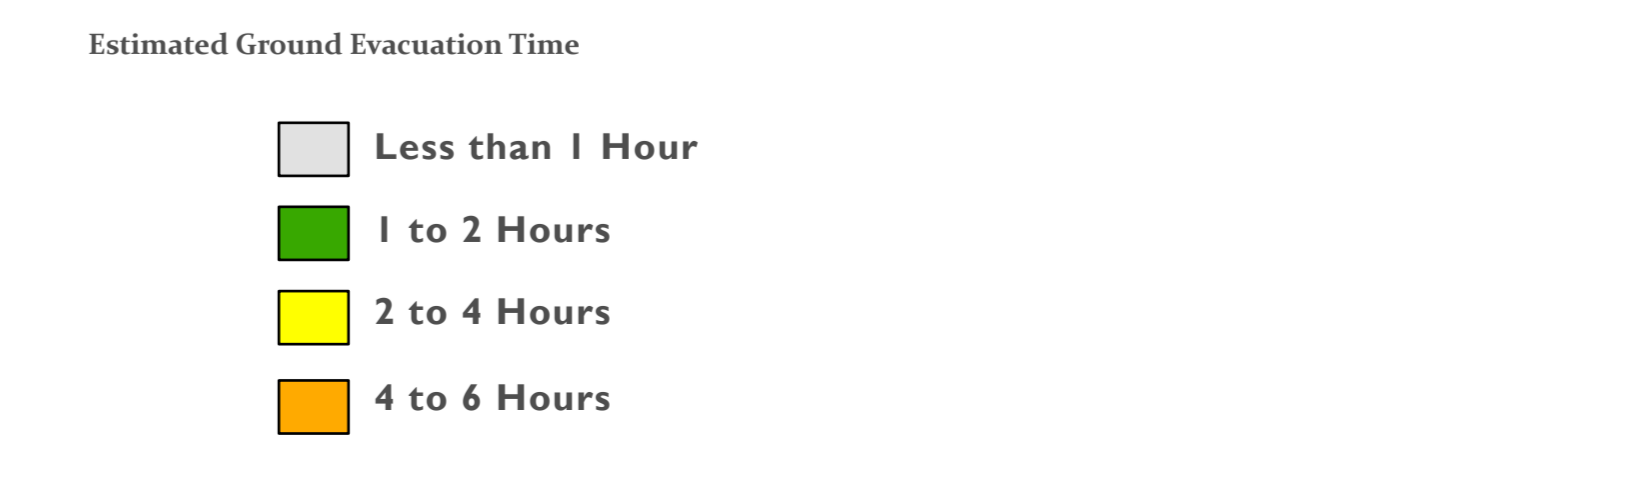 Estimated Ground Evacuation Time
Less than 1 Hour
1 to 2 Hours
2 to 4 Hours
4 to 6 Hours